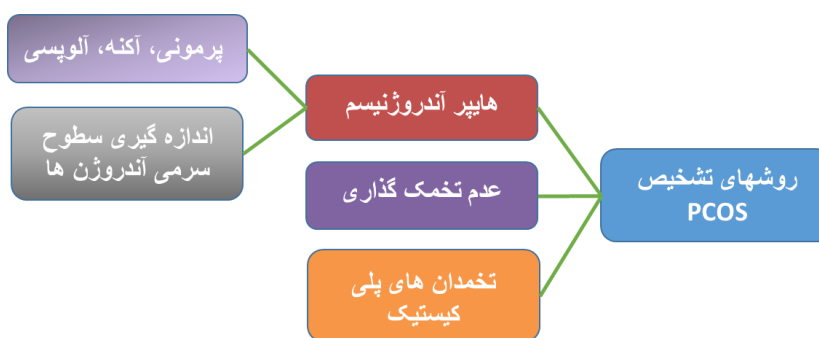 روشهای تشخیص
PCOS
هایپر آندروژنیسم
پرمونی، آکنه، آلوپسی
اندازه گیری سطوح
سرمی آندروژن ها
عدم تخمک گذاری
تخمدان های پلی
کیستیک